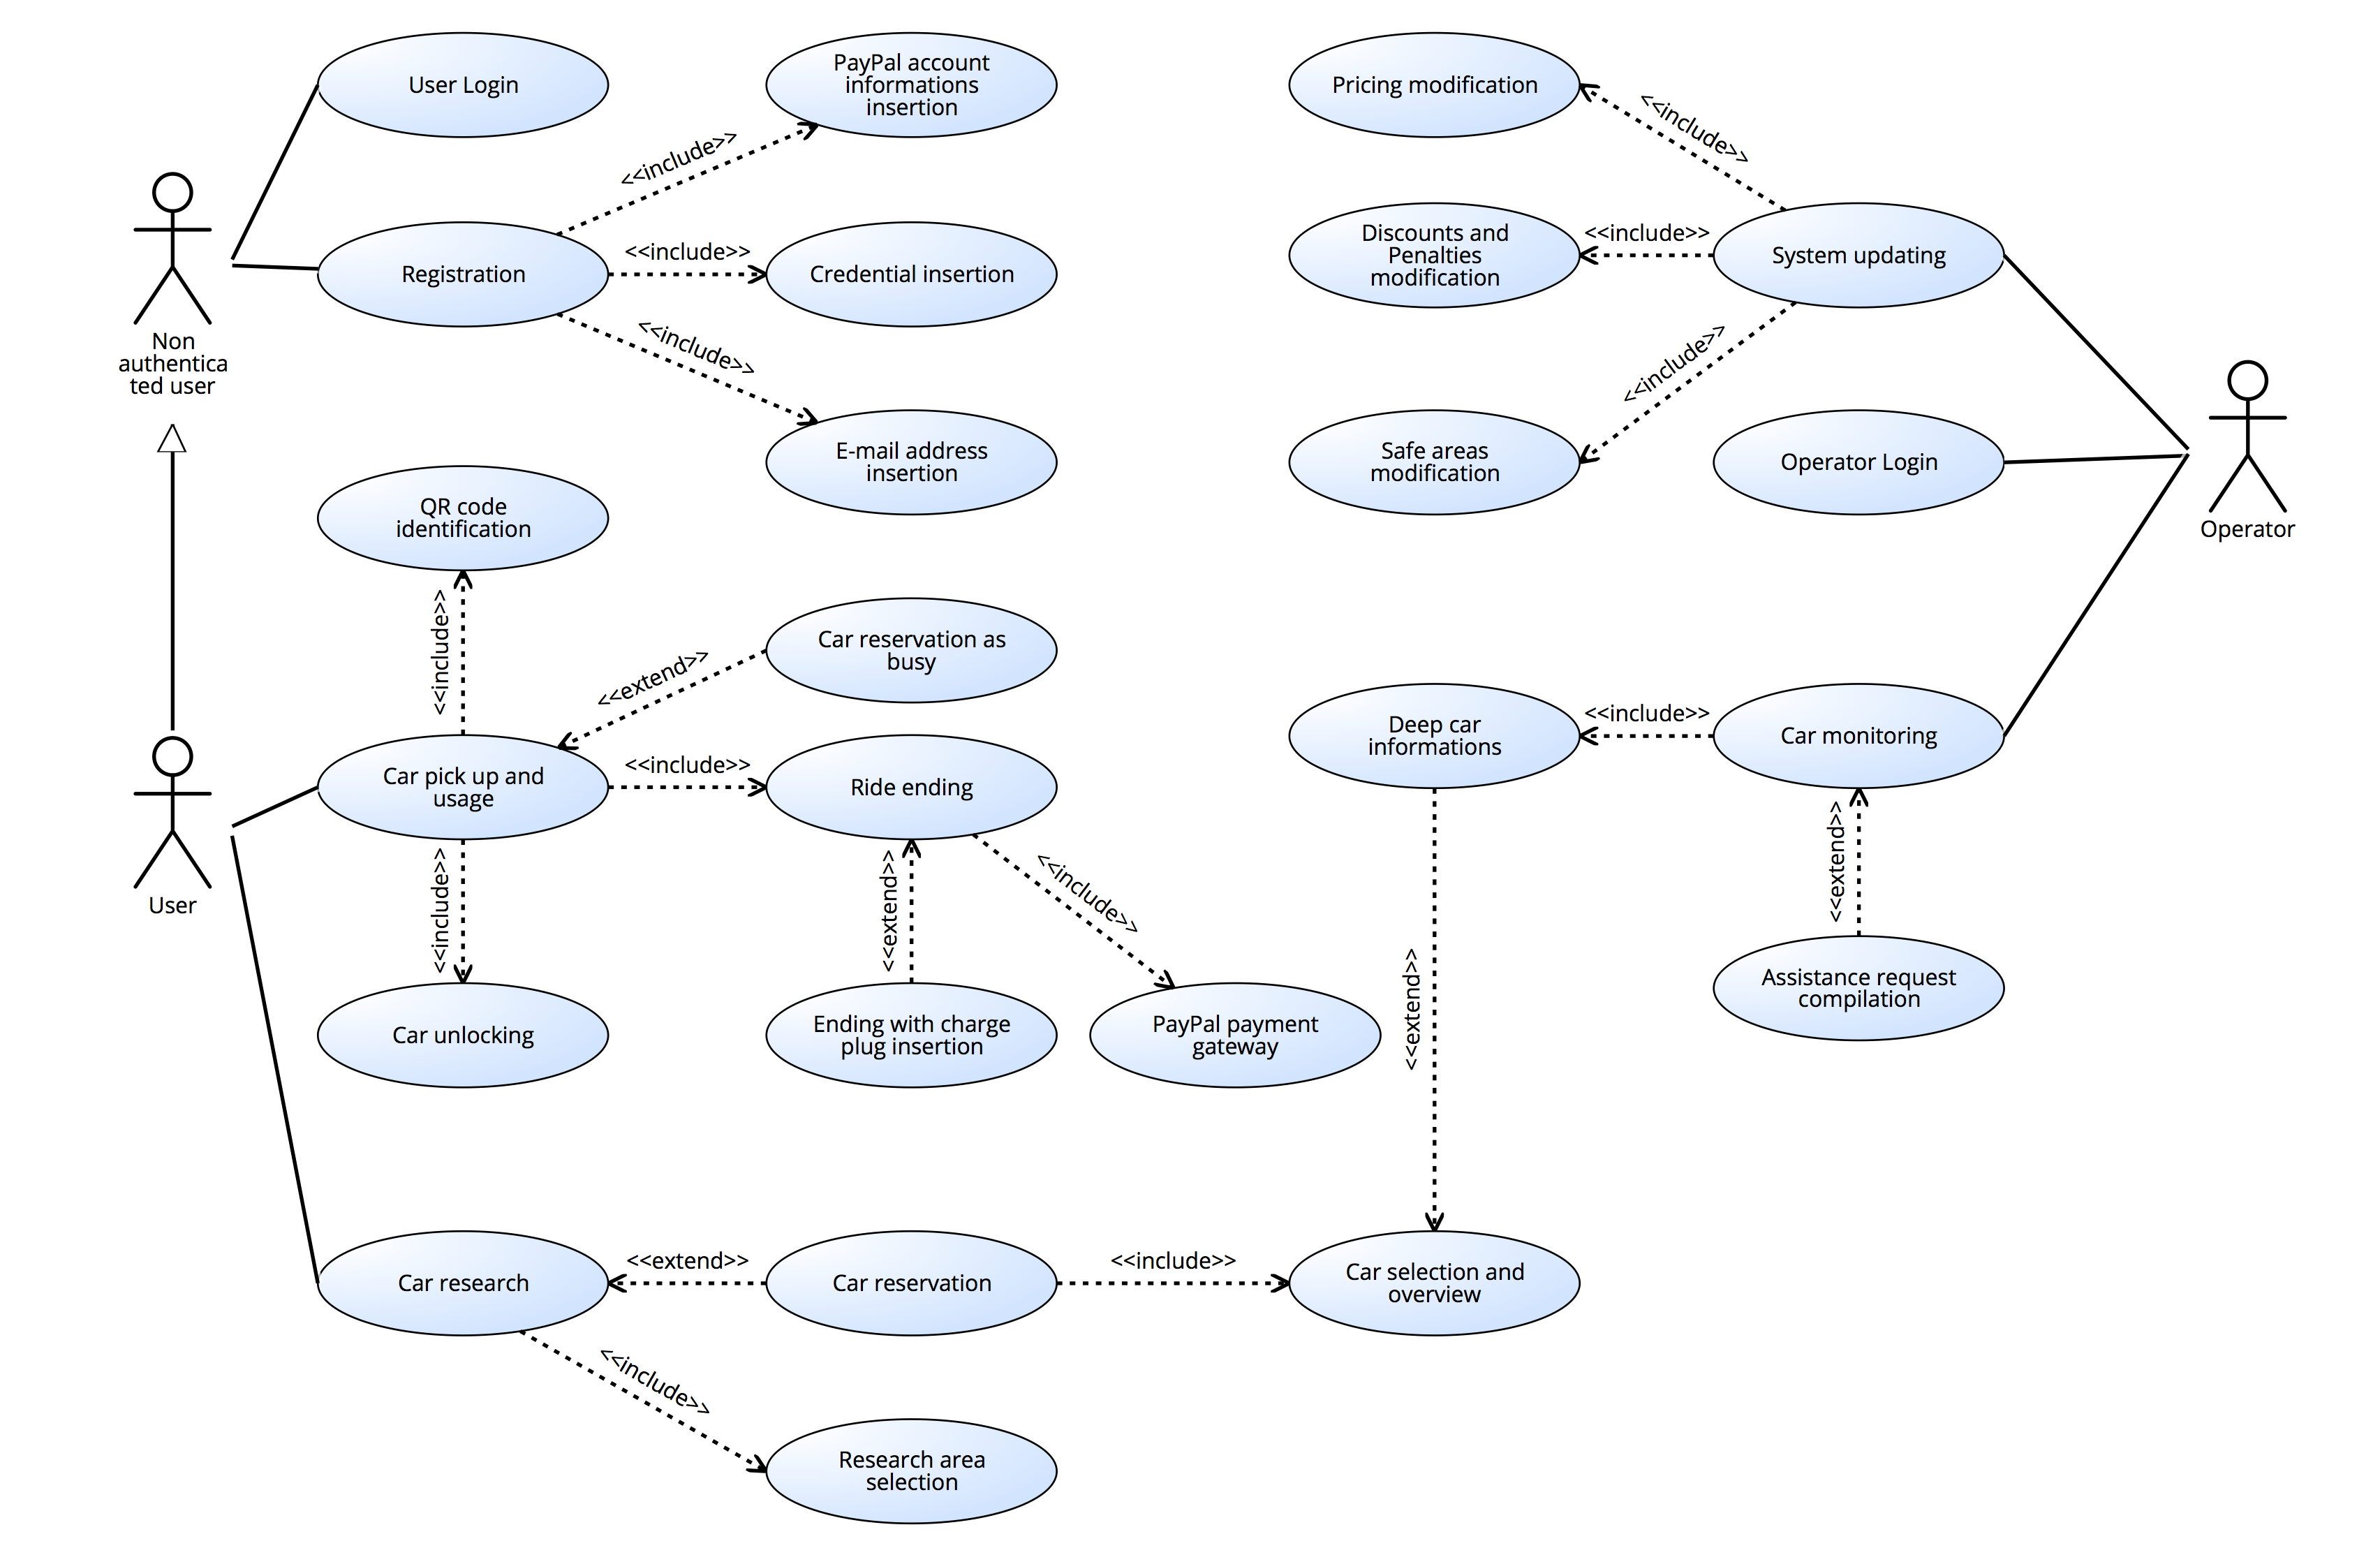 User Login
PayPal account
informations
insertion
Pricing modification
<<include>>
<<include>>
Non
authentica
ted user
Registration
<<include>>
Credential insertion
Discounts and
Penalties
modification
<<include>>
System updating
<<include>>
<<include>>
E-mail address
insertion
Safe areas
modification
Operator Login
Operator
QR code
identification
<<include>>
Car reservation as
busy
<<extend>>
Deep car
informations
<<include>>
Car monitoring
Car pick up and
usage
<<include>>
Ride ending
User
<<include>>
<<extend>>
<<include>>
<<extend>>
<<extend>>
Car unlocking
Ending with charge
plug insertion
PayPal payment
gateway
Assistance request
compilation
Car research
<<extend>>
Car reservation
<<include>>
Car selection and
overview
<<include>>
Research area
selection